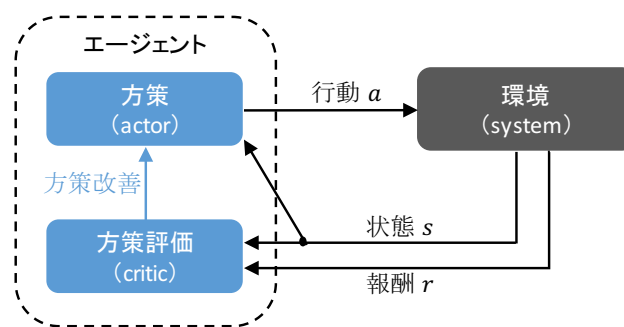 エージェント
方策
（actor）
行動 a
環境
（system）
方策改善
方策評価
（critic）
状態 s
報酬 r